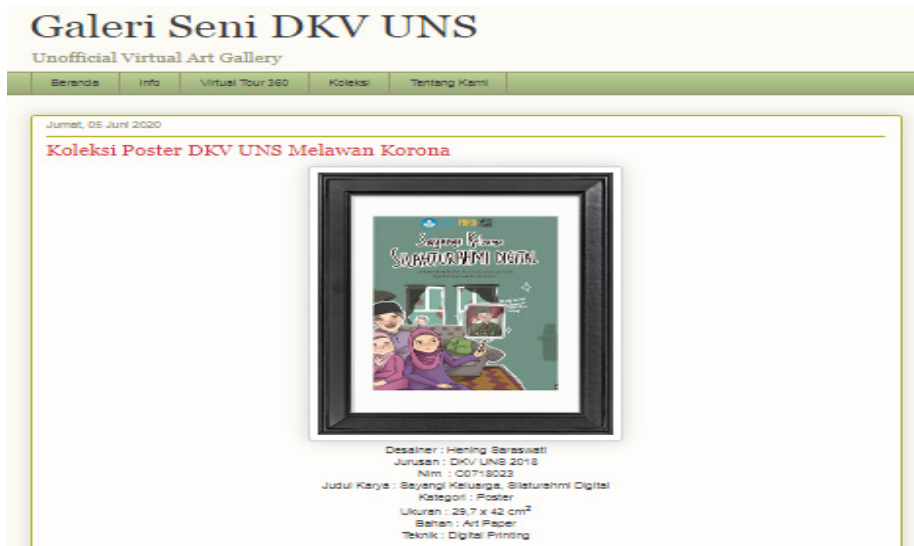 Galeri Seni DKV UNS
Unofficial Virtual Art Gallery
Beranda Info Virtual Tour 360 Koleksi Tentang Kami
Jumat, 05 Juni 2020
Koleksi Poster DKV UNS Melawan Korona
Sayangi Keluarga
SILATURAHMI DIGITAL
Desainer : Hening Saraswati
Jurusan : DKV UNS 2018
Nim : C0718023
Judul Karya : Sayangi Keluarga, Silaturahmi Digital
Kategori : Poster
Ukuran : 29,7 x 42 cm²
Bahan : Art Paper
Teknik : Digital Printing